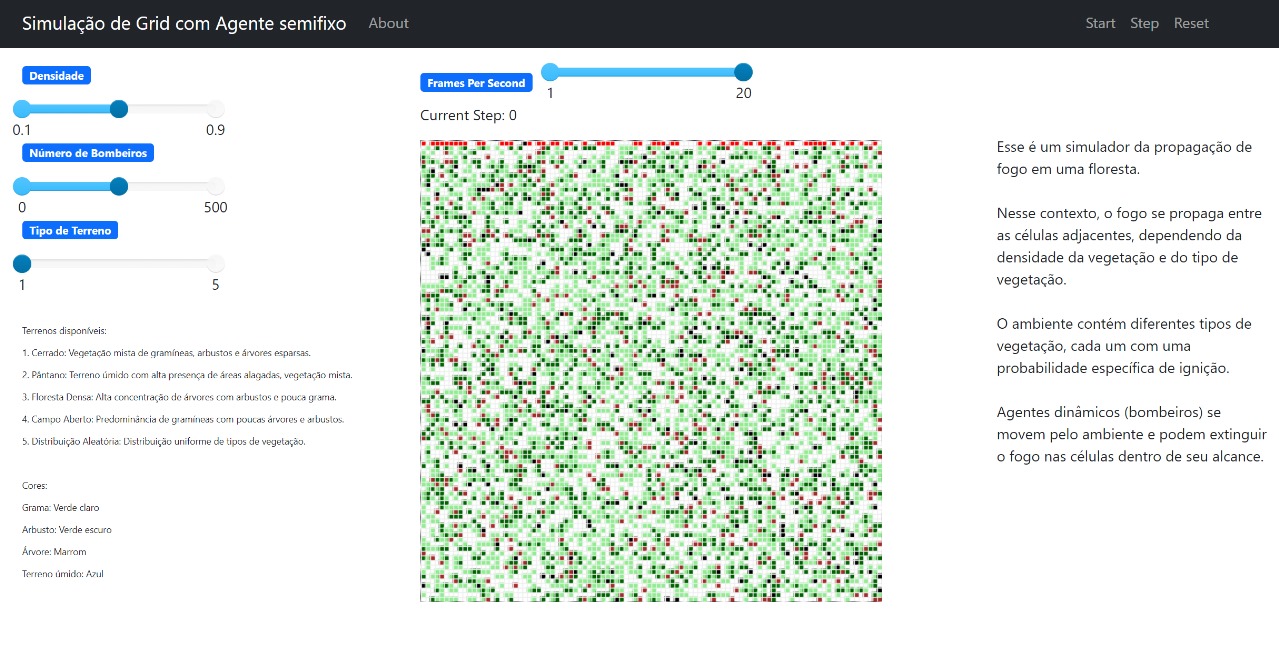 Simulação de Grid com Agente semifixo About Start Step Reset
Densidade
0.1 0.9
Número de Bombeiros
0 500
Tipo de Terreno
1 5
Terrenos disponíveis:
1. Cerrado: Vegetação mista de gramíneas, arbustos e árvores esparsas.
2. Pântano: Terreno úmido com alta presença de áreas alagadas, vegetação mista.
3. Floresta Densa: Alta concentração de árvores com arbustos e pouca grama.
4. Campo Aberto: Predominância de gramíneas com poucas árvores e arbustos.
5. Distribuição Aleatória: Distribuição uniforme de tipos de vegetação.
Cores:
Grama: Verde claro
Arbusto: Verde escuro
Árvore: Marrom
Terreno úmido: Azul
Frames Per Second
1 20
Current Step: 0
Esse é um simulador da propagação de
fogo em uma floresta.
Nesse contexto, o fogo se propaga entre
as células adjacentes, dependendo da
densidade da vegetação e do tipo de
vegetação.
O ambiente contém diferentes tipos de
vegetação, cada um com uma
probabilidade específica de ignição.
Agentes dinâmicos (bombeiros) se
movem pelo ambiente e podem extinguir
o fogo nas células dentro de seu alcance.